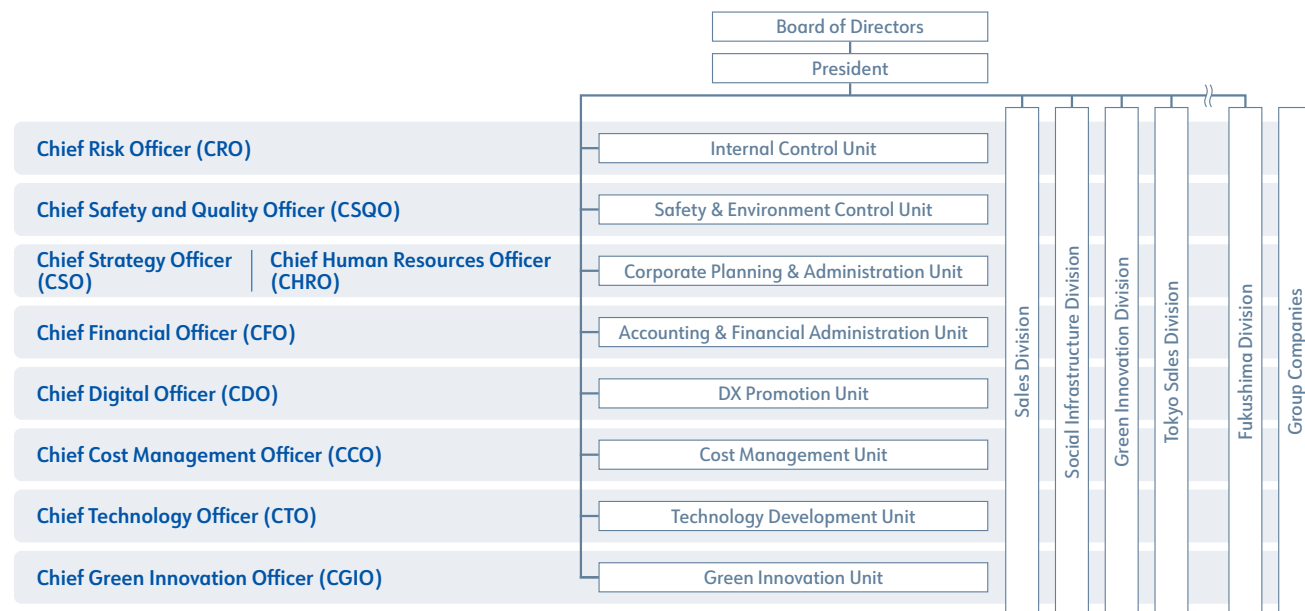 Board of Directors
President
Chief Risk Officer (CRO)
Internal Control Unit
Chief Safety and Quality Officer (CSQO)
Safety & Environment Control Unit
Chief Strategy Officer
(CSO)
Chief Human Resources Officer
(CHRO)
Corporate Planning & Administration Unit
Chief Financial Officer (CFO)
Accounting & Financial Administration Unit
Chief Digital Officer (CDO)
DX Promotion Unit
Chief Cost Management Officer (CCO)
Cost Management Unit
Chief Technology Officer (CTO)
Technology Development Unit
Chief Green Innovation Officer (CGIO)
Green Innovation Unit
Sales Division
Social Infrastructure Division
Green Innovation Division
Tokyo Sales Division
Fukushima Division
Group Companies